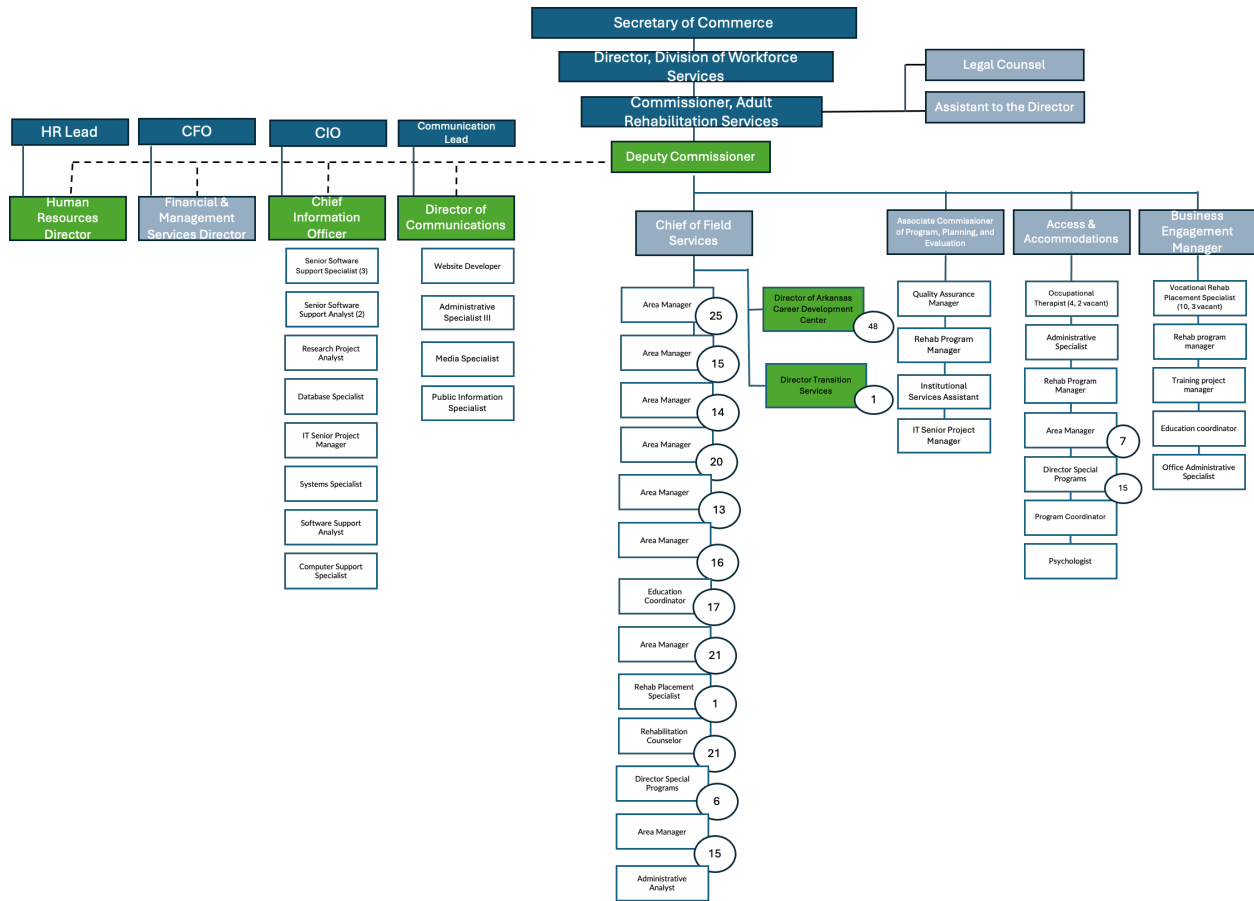 Secretary of Commerce
Director, Division of Workforce
Services
Legal Counsel
Commissioner, Adult
Rehabilitation Services
Assistant to the Director
HR Lead
CFO
CIO
Communication
Lead
Deputy Commissioner
Human
Resources
Director
Financial &
Management
Services Director
Chief
Information
Officer
Director of
Communications
Chief of Field
Services
Associate Commissioner
of Program, Planning, and
Evaluation
Access &
Accommodations
Business
Engagement
Manager
Senior Software
Support Specialist (3)
Senior Software
Support Analyst (2)
Research Project
Analyst
Database Specialist
IT Senior Project
Manager
Systems Specialist
Software Support
Analyst
Computer Support
Specialist
Website Developer
Administrative
Specialist III
Media Specialist
Public Information
Specialist
Area Manager
25
Area Manager
15
Area Manager
14
Area Manager
20
Area Manager
13
Area Manager
16
Education
Coordinator
17
Area Manager
21
Rehab Placement
Specialist
1
Rehabilitation
Counselor
21
Director Special
Programs
6
Area Manager
15
Administrative
Analyst
Director of Arkansas
Career Development
Center
48
Director Transition
Services
1
Quality Assurance
Manager
Rehab Program
Manager
Institutional
Services Assistant
IT Senior Project
Manager
Occupational
Therapist (4, 2 vacant)
Administrative
Specialist
Rehab Program
Manager
Area Manager
7
Director Special
Programs
15
Program Coordinator
Psychologist
Vocational Rehab
Placement Specialist
(10, 3 vacant)
Rehab program
manager
Training project
manager
Education coordinator
Office Administrative
Specialist